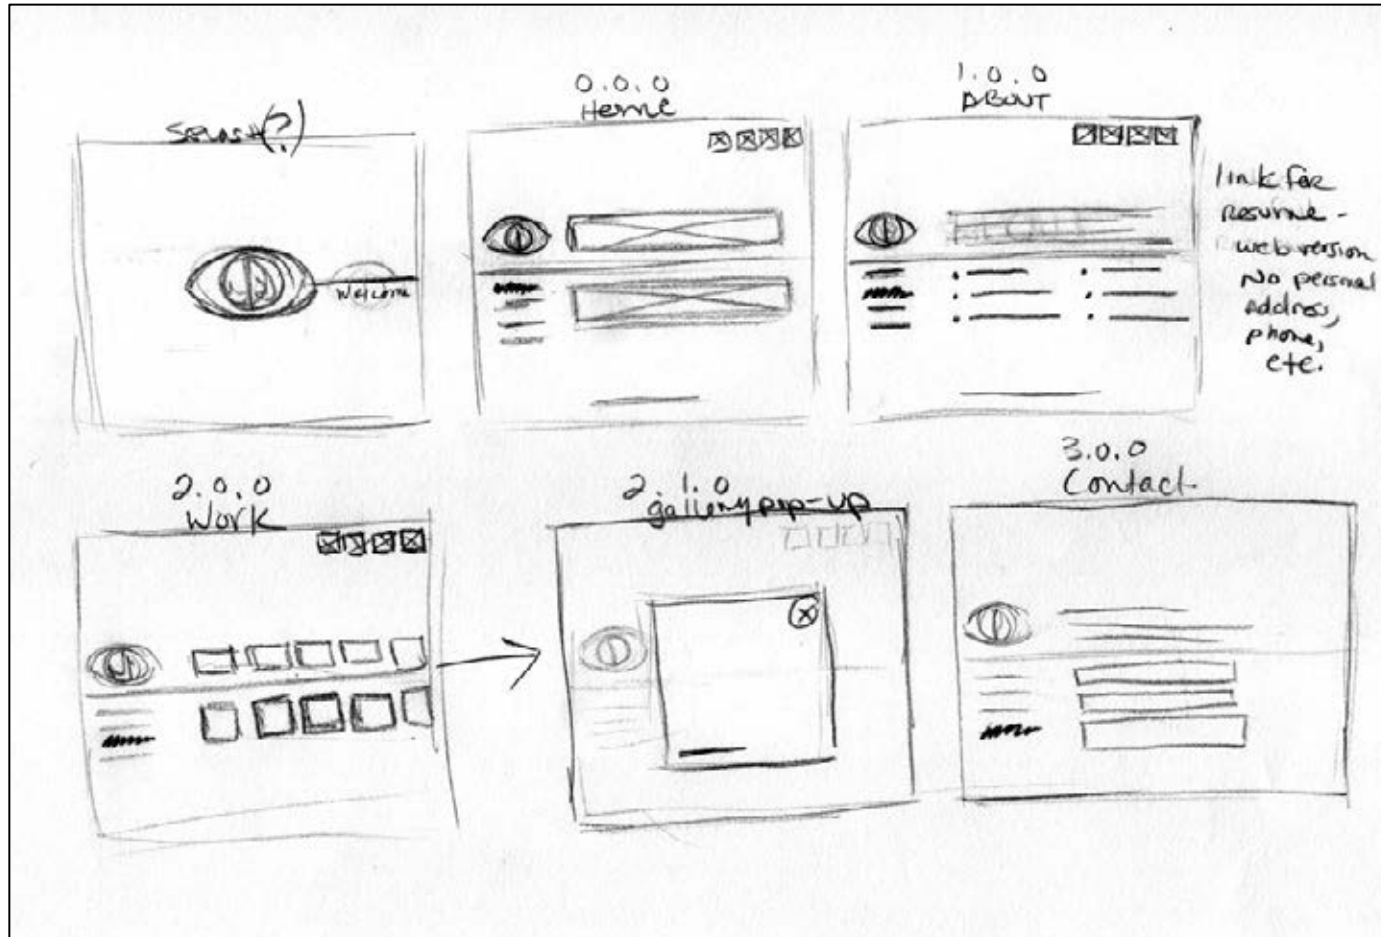 Splash(?)
0.0.0
Home
1.0.0
ABOUT
Welcome
link for
Resume -
web version
No personal
Address,
phone,
etc.
2.0.0
Work
2.1.0
gallery pop-up
3.0.0
Contact